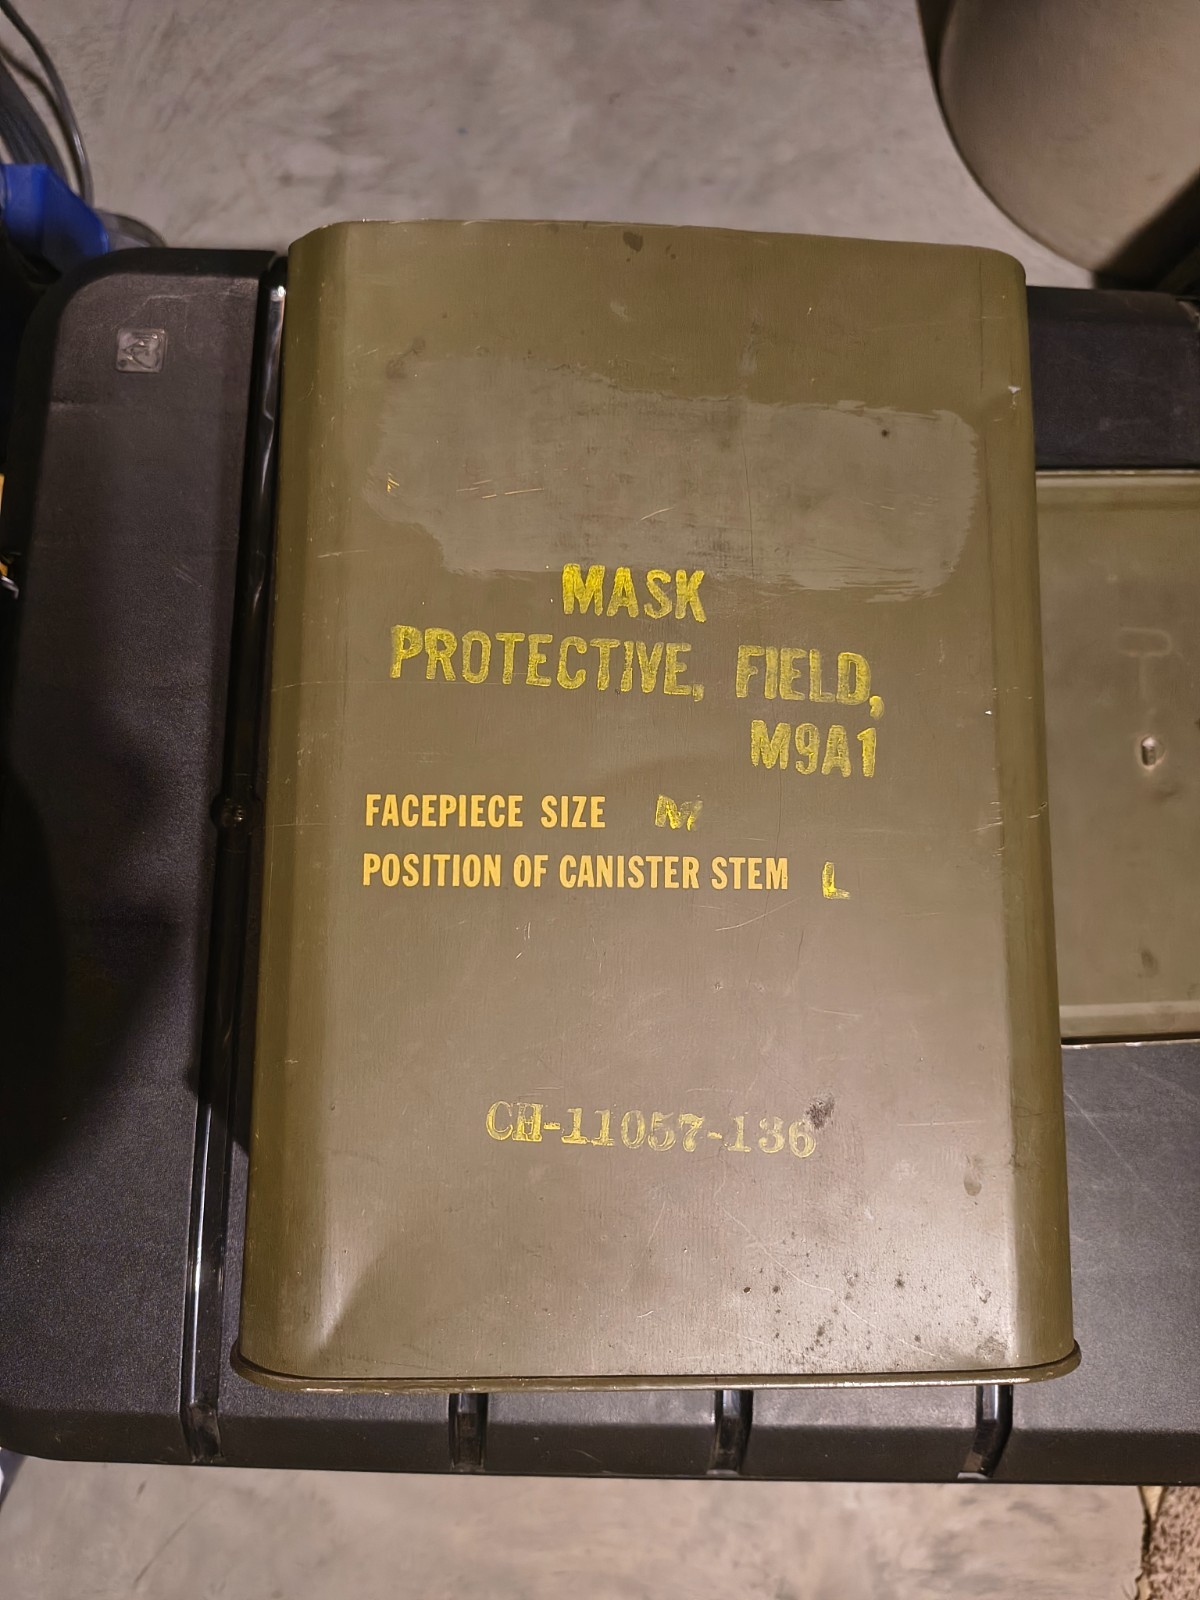 MASK
PROTECTIVE, FIELD,
M9A1
FACEPIECE SIZE M
POSITION OF CANISTER STEM L
CH-11057-136